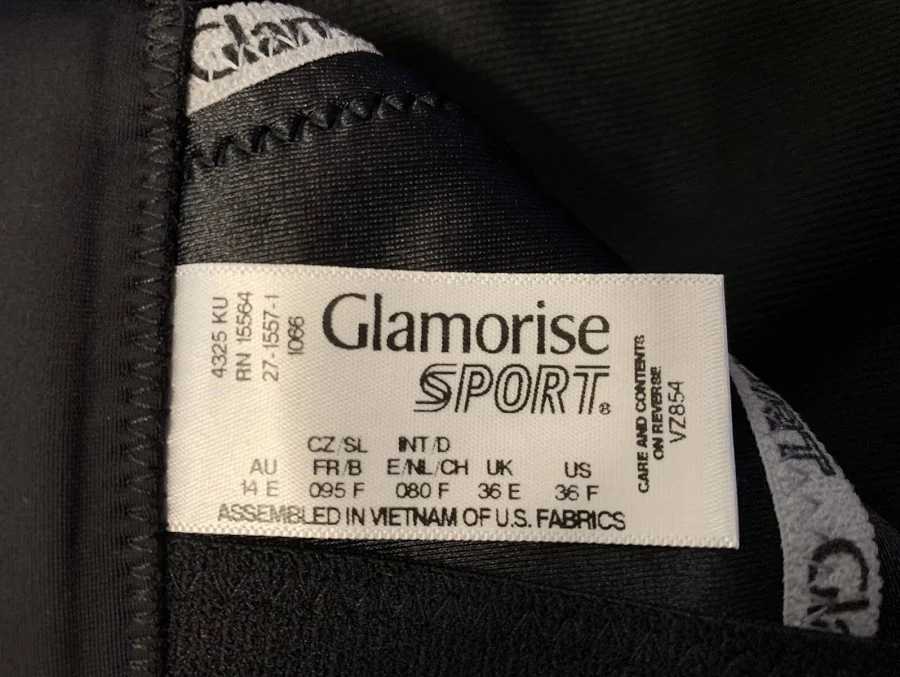 Glam
4325 KU
RN 15564
27-1557-1
1066
Glamorise
SPORT®
CARE AND CONTENTS
ON REVERSE
VZ854
CZ/SL INT/D
AU FR/B E/NL/CH UK US
14 E 095 F 080 F 36 E 36 F
ASSEMBLED IN VIETNAM OF U.S. FABRICS